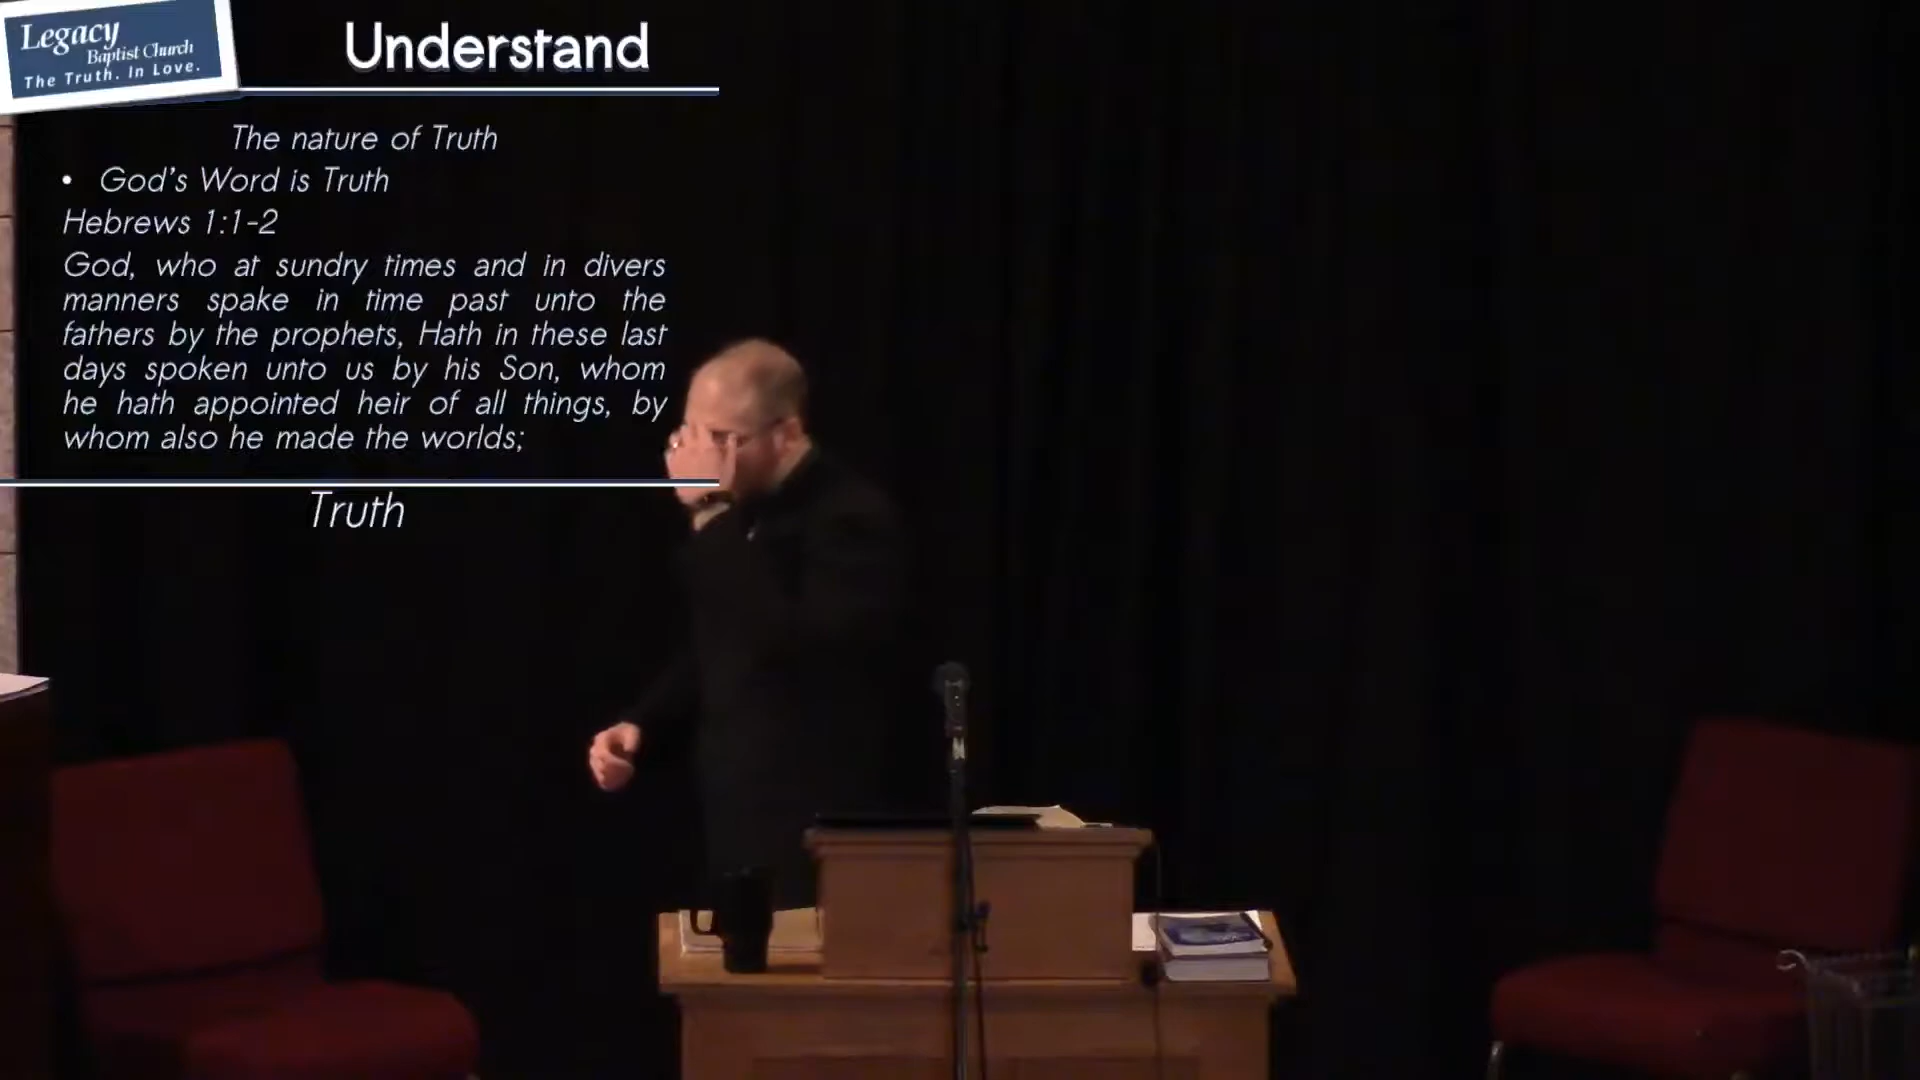 Legacy
Baptist Church
The Truth. In Love.
Understand
The nature of Truth
• God's Word is Truth
Hebrews 1:1-2
God, who at sundry times and in divers
manners spake in time past unto the
fathers by the prophets, Hath in these last
days spoken unto us by his Son, whom
he hath appointed heir of all things, by
whom also he made the worlds;
Truth